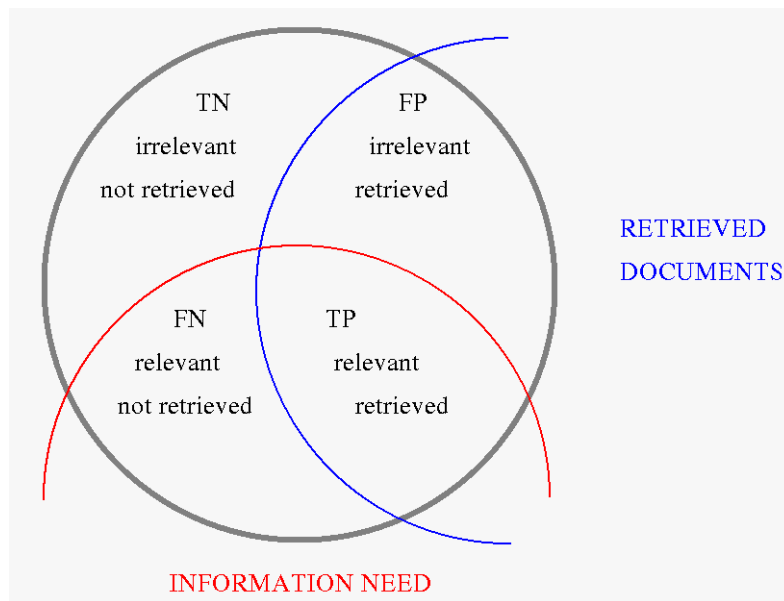 TN
irrelevant
not retrieved
FP
irrelevant
retrieved
RETRIEVED
DOCUMENTS
FN
relevant
not retrieved
TP
relevant
retrieved
INFORMATION NEED